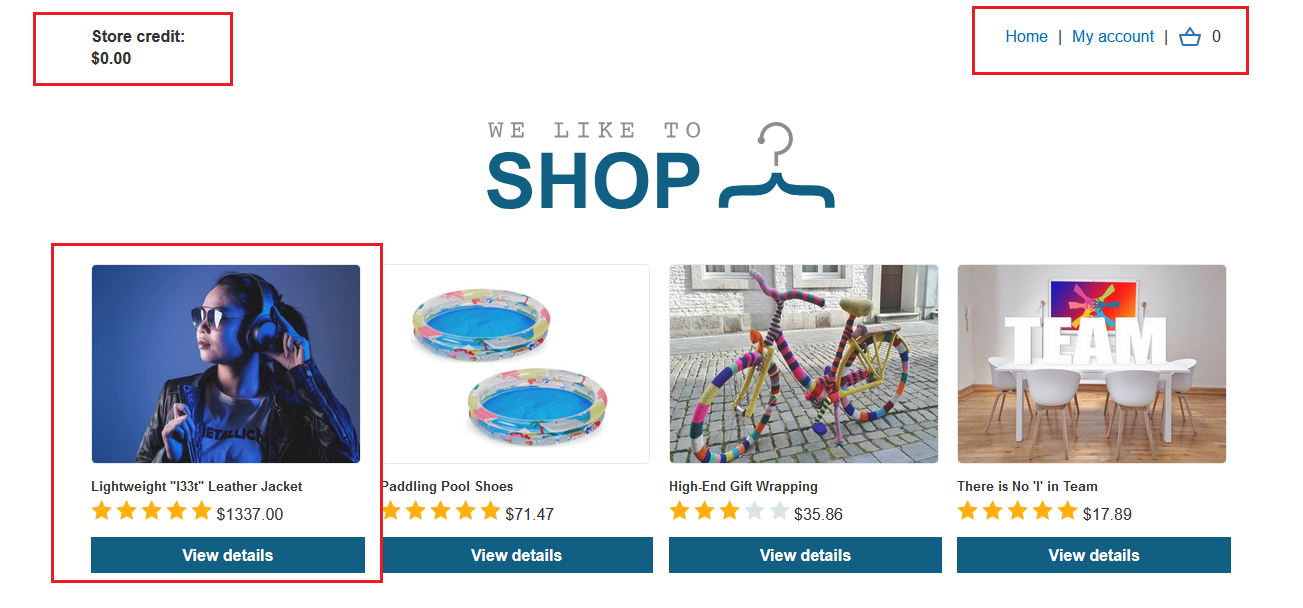 Store credit:
$0.00
Home | My account | 0
WE LIKE TO
SHOP
METALLICA
TEAM
Lightweight "l33t" Leather Jacket
Paddling Pool Shoes
High-End Gift Wrapping
There is No 'I' in Team
$1337.00
$71.47
$35.86
$17.89
View details
View details
View details
View details